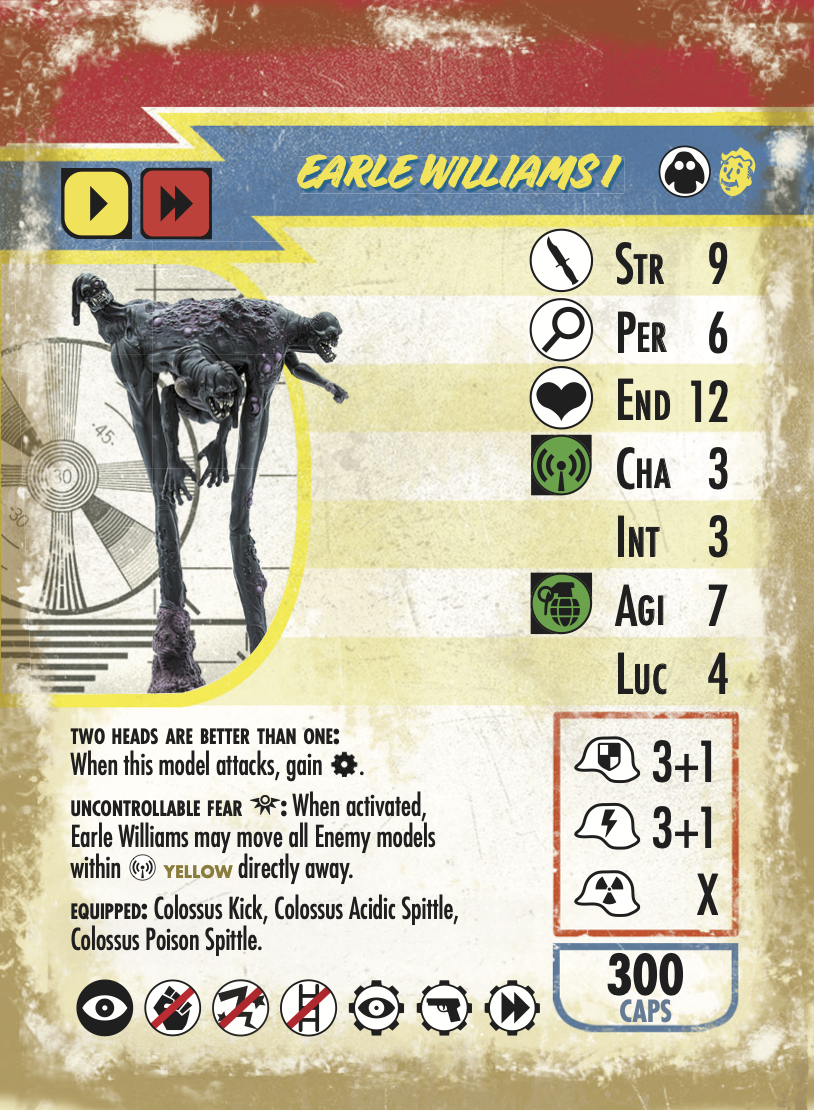 EARLE WILLIAMS I
STR 9
PER 6
END 12
CHA 3
INT 3
AGI 7
LUC 4
-45-
30
-30
TWO HEADS ARE BETTER THAN ONE:
When this model attacks, gain .
UNCONTROLLABLE FEAR : When activated,
Earle Williams may move all Enemy models
within YELLOW directly away.
EQUIPPED: Colossus Kick, Colossus Acidic Spittle,
Colossus Poison Spittle.
3+1
3+1
X
300
CAPS